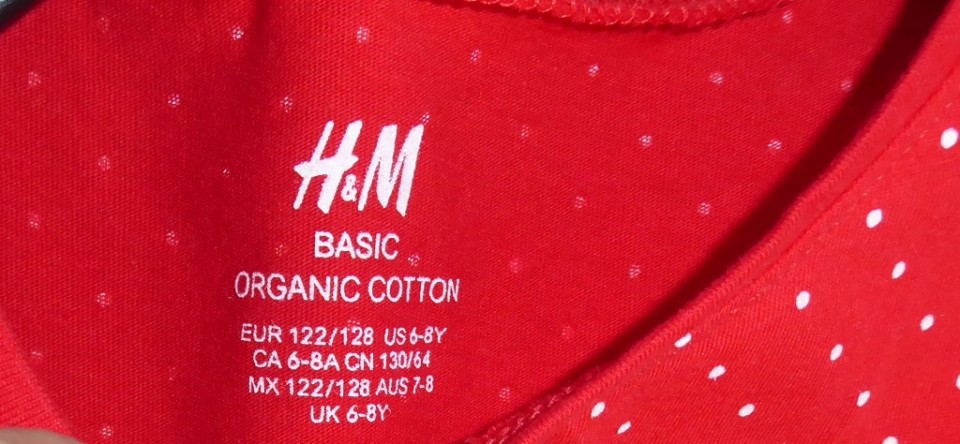 H&M
BASIC
ORGANIC COTTON
EUR 122/128 US 6-8Y
CA 6-8A CN 130/64
MX 122/128 AUS 7-8
UK 6-8Y